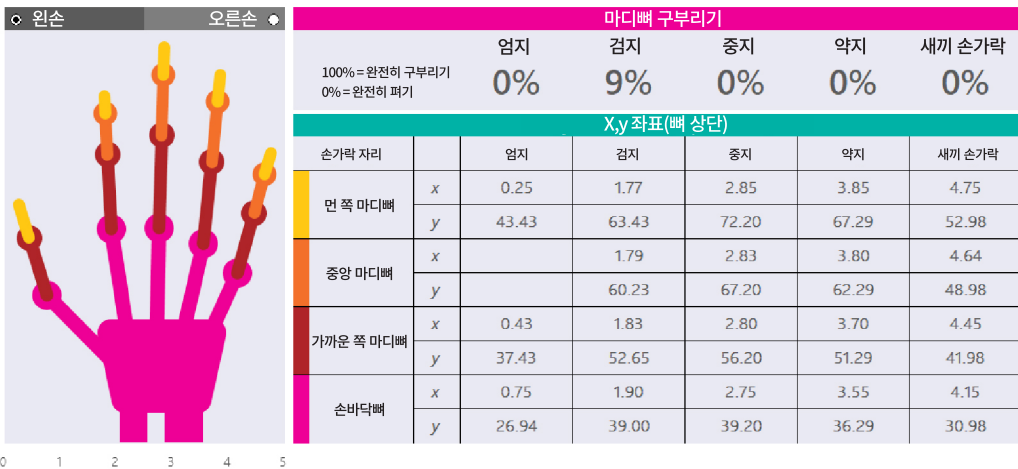 왼손 오른손
마디뼈 구부리기
엄지 검지 중지 약지 새끼 손가락
100% = 완전히 구부리기
0% = 완전히 펴기
0% 9% 0% 0% 0%
X,y 좌표(뼈 상단)
손가락 자리 엄지 검지 중지 약지 새끼 손가락
먼 쪽 마디뼈
x 0.25 1.77 2.85 3.85 4.75
y 43.43 63.43 72.20 67.29 52.98
중앙 마디뼈
x 1.79 2.83 3.80 4.64
y 60.23 67.20 62.29 48.98
가까운 쪽 마디뼈
x 0.43 1.83 2.80 3.70 4.45
y 37.43 52.65 56.20 51.29 41.98
손바닥뼈
x 0.75 1.90 2.75 3.55 4.15
y 26.94 39.00 39.20 36.29 30.98
0 1 2 3 4 5